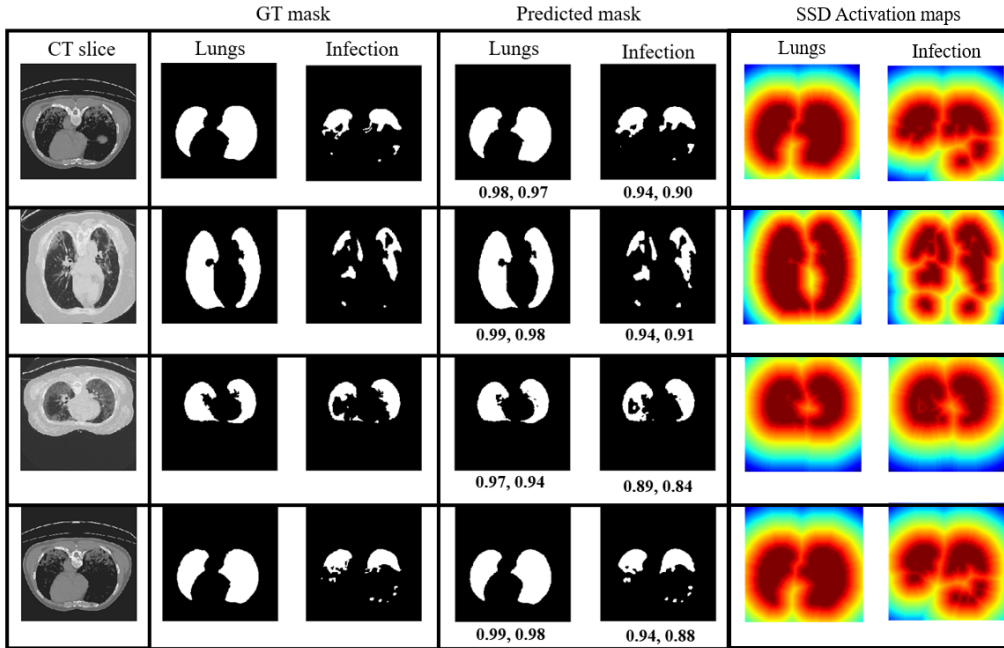 GT mask Predicted mask SSD Activation maps
CT slice Lungs Infection Lungs Infection Lungs Infection
0.98, 0.97 0.94, 0.90
0.99, 0.98 0.94, 0.91
0.97, 0.94 0.89, 0.84
0.99, 0.98 0.94, 0.88